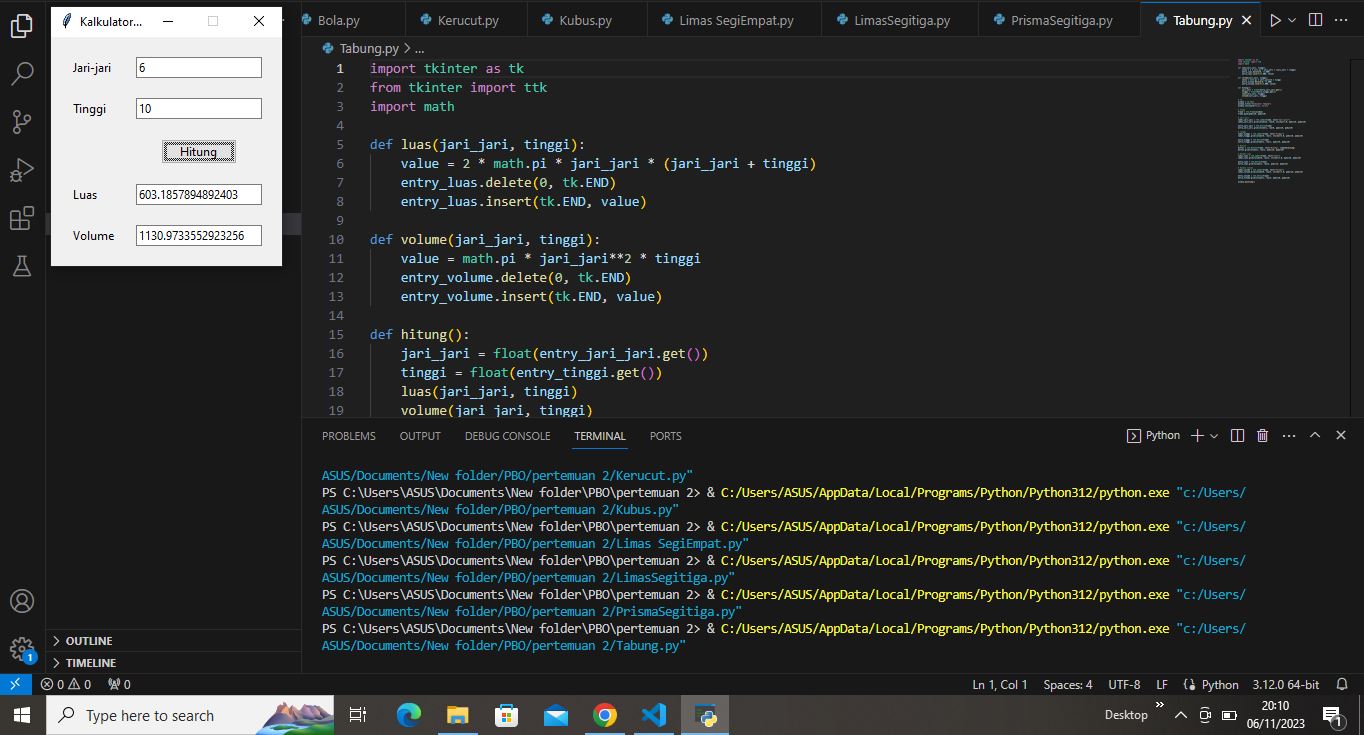 Kalkulator...
Jari-jari 6
Tinggi 10
Hitung
Luas 603.1857894892403
Volume 1130.9733552923256
Bola.py Kerucut.py Kubus.py Limas SegiEmpat.py LimasSegitiga.py PrismaSegitiga.py Tabung.py
Tabung.py > ...
1 import tkinter as tk
2 from tkinter import ttk
3 import math
4
5 def luas(jari_jari, tinggi):
6 value = 2 * math.pi * jari_jari * (jari_jari + tinggi)
7 entry_luas.delete(0, tk.END)
8 entry_luas.insert(tk.END, value)
9
10 def volume(jari_jari, tinggi):
11 value = math.pi * jari_jari**2 * tinggi
12 entry_volume.delete(0, tk.END)
13 entry_volume.insert(tk.END, value)
14
15 def hitung():
16 jari_jari = float(entry_jari_jari.get())
17 tinggi = float(entry_tinggi.get())
18 luas(jari_jari, tinggi)
19 volume(jari_jari, tinggi)
PROBLEMS OUTPUT DEBUG CONSOLE TERMINAL PORTS Python
ASUS/Documents/New folder/PBO/pertemuan 2/Kerucut.py"
PS C:\Users\ASUS\Documents\New folder\PBO\pertemuan 2> & C:/Users/ASUS/AppData/Local/Programs/Python/Python312/python.exe "c:/Users/
ASUS/Documents/New folder/PBO/pertemuan 2/Kubus.py"
PS C:\Users\ASUS\Documents\New folder\PBO\pertemuan 2> & C:/Users/ASUS/AppData/Local/Programs/Python/Python312/python.exe "c:/Users/
ASUS/Documents/New folder/PBO/pertemuan 2/Limas SegiEmpat.py"
PS C:\Users\ASUS\Documents\New folder\PBO\pertemuan 2> & C:/Users/ASUS/AppData/Local/Programs/Python/Python312/python.exe "c:/Users/
ASUS/Documents/New folder/PBO/pertemuan 2/LimasSegitiga.py"
PS C:\Users\ASUS\Documents\New folder\PBO\pertemuan 2> & C:/Users/ASUS/AppData/Local/Programs/Python/Python312/python.exe "c:/Users/
ASUS/Documents/New folder/PBO/pertemuan 2/PrismaSegitiga.py"
PS C:\Users\ASUS\Documents\New folder\PBO\pertemuan 2> & C:/Users/ASUS/AppData/Local/Programs/Python/Python312/python.exe "c:/Users/
ASUS/Documents/New folder/PBO/pertemuan 2/Tabung.py"
OUTLINE
TIMELINE
1
0 0 0 Ln 1, Col 1 Spaces: 4 UTF-8 LF Python 3.12.0 64-bit
Type here to search
Desktop
20:10
06/11/2023
1